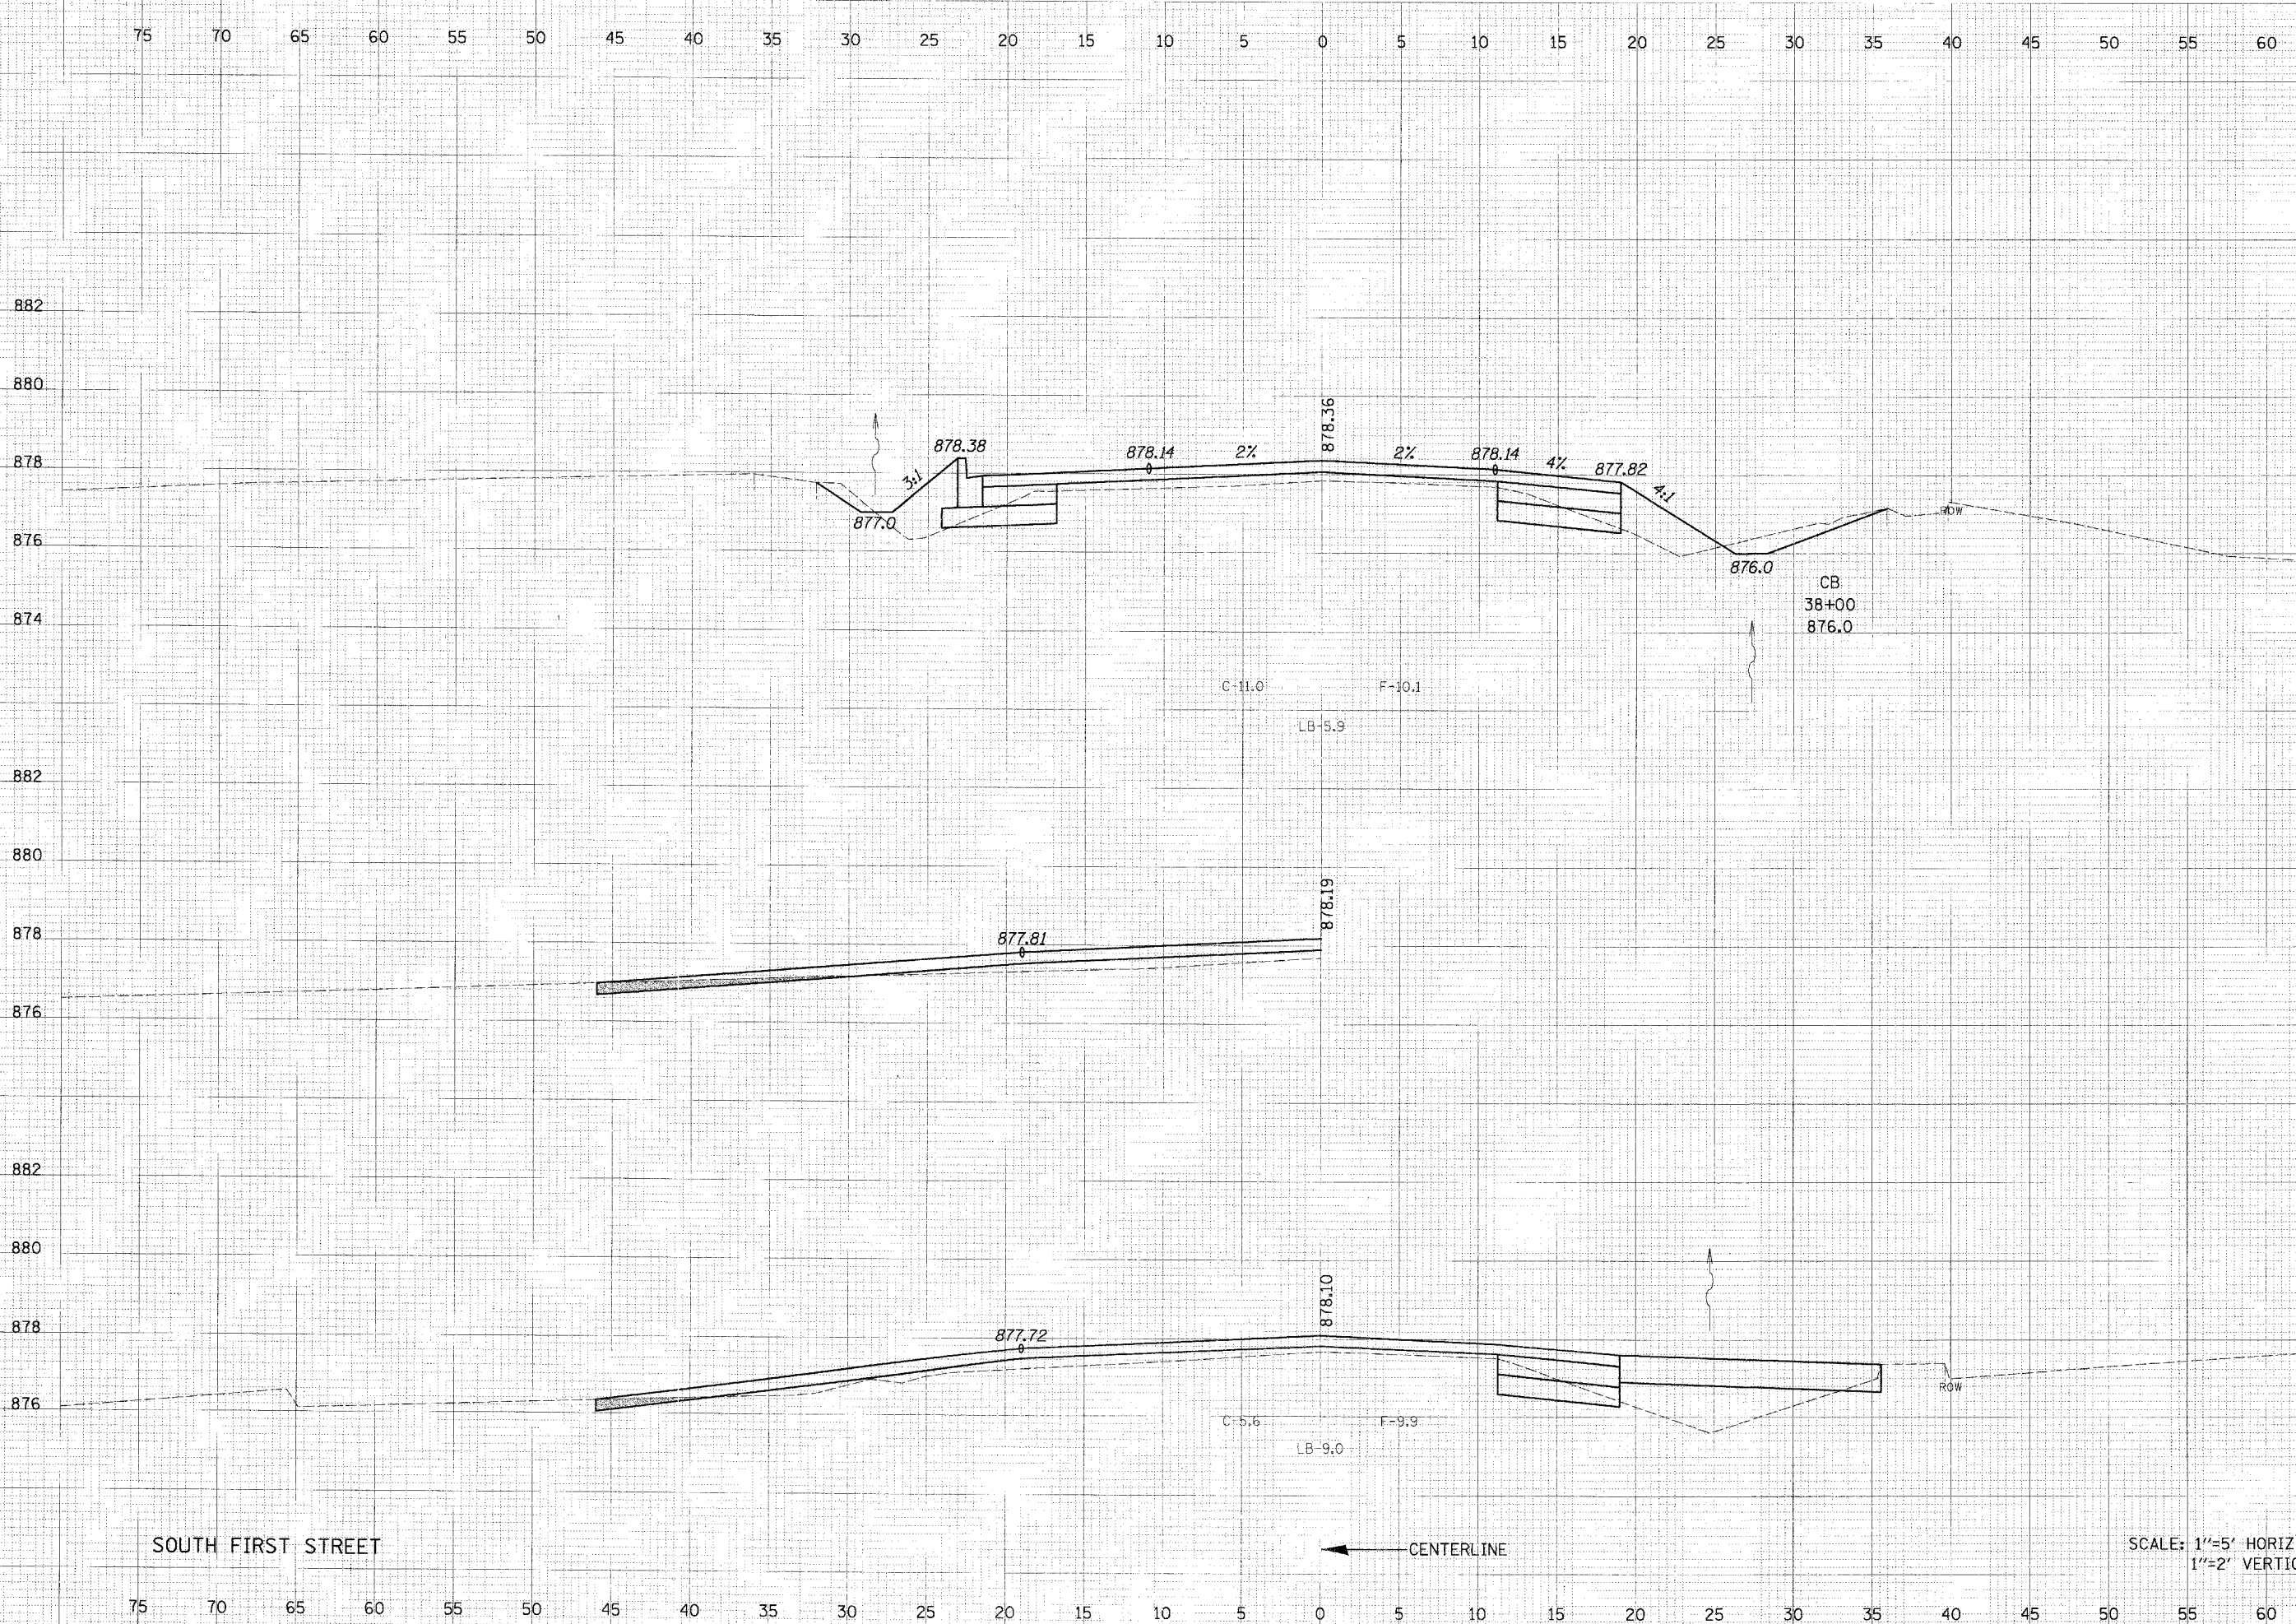 75 70 65 60 55 50 45 40 35 30 25 20 15 10 5 0 5 10 15 20 25 30 35 40 45 50 55 60
882
880
878.36
878.38 878.14 2% 2% 878.14 4% 877.82
878
3:1 4:1
877.0 ROW
876
876.0
CB
38+00
876.0
874
C-11.0 F-10.1
LB-5.9
882
880
878.19
878
877.81
876
882
880
878.10
878
877.72
876
ROW
C-5.6 F-9.9
LB-9.0
SOUTH FIRST STREET
CENTERLINE
SCALE: 1"=5' HORIZ
1"=2' VERTIC
75 70 65 60 55 50 45 40 35 30 25 20 15 10 5 0 5 10 15 20 25 30 35 40 45 50 55 60